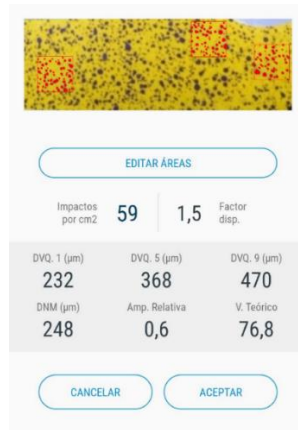 EDITAR ÁREAS
Impactos por cm2 59 1,5 Factor disp.
DVQ. 1 (µm) DVQ. 5 (µm) DVQ. 9 (µm)
232 368 470
DNM (µm) Amp. Relativa V. Teórico
248 0,6 76,8
CANCELAR ACEPTAR